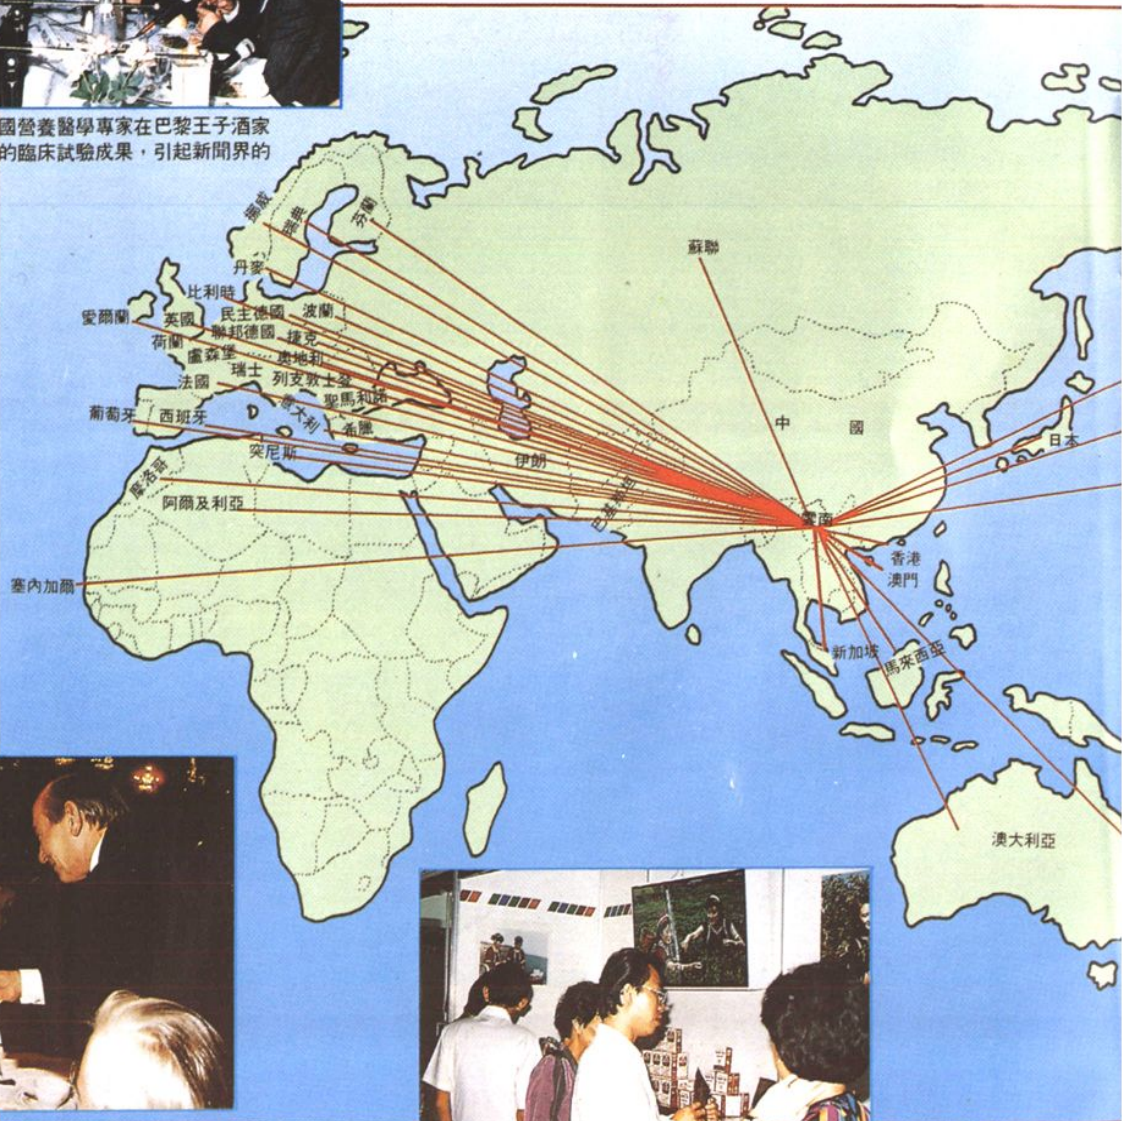 國營養醫學專家在巴黎王子酒家
的臨床試驗成果，引起新聞界的
挪威
瑞典
芬蘭
蘇聯
丹麥
比利時
民主德國
波蘭
愛爾蘭
英國
聯邦德國
捷克
荷蘭
盧森堡
奧地利
瑞士
列支敦士登
法國
聖馬利諾
葡萄牙
西班牙
意大利
希臘
中國
日本
突尼斯
伊朗
摩洛哥
巴基斯坦
阿爾及利亞
雲南
香港
澳門
塞內加爾
新加坡
馬來西亞
澳大利亞